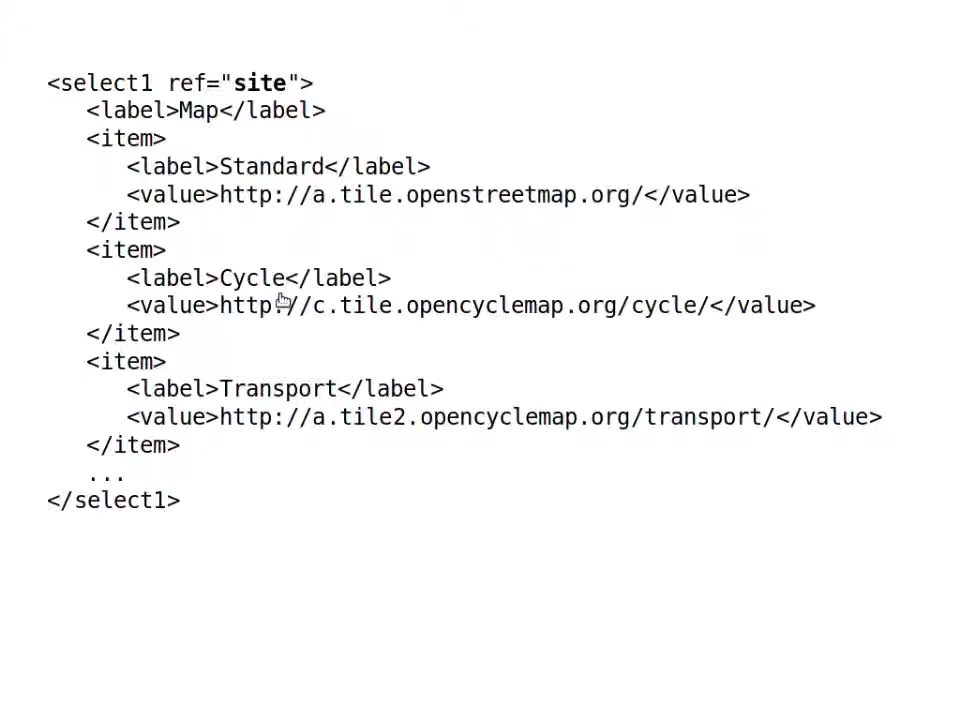 <select1 ref="site">
<label>Map</label>
<item>
<label>Standard</label>
<value>http://a.tile.openstreetmap.org/</value>
</item>
<item>
<label>Cycle</label>
<value>http://c.tile.opencyclemap.org/cycle/</value>
</item>
<item>
<label>Transport</label>
<value>http://a.tile2.opencyclemap.org/transport/</value>
</item>
...
</select1>